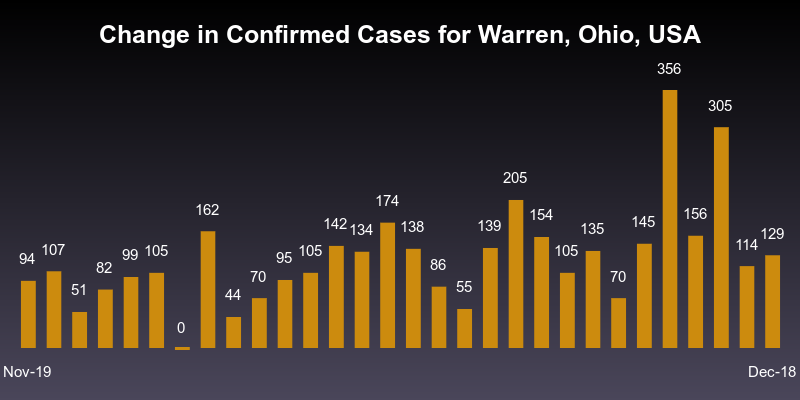 Change in Confirmed Cases for Warren, Ohio, USA
94 107 51 82 99 105 0 162 44 70 95 105 142 134 174 138 86 55 139 205 154 105 135 70 145 356 156 305 114 129
Nov-19 Dec-18